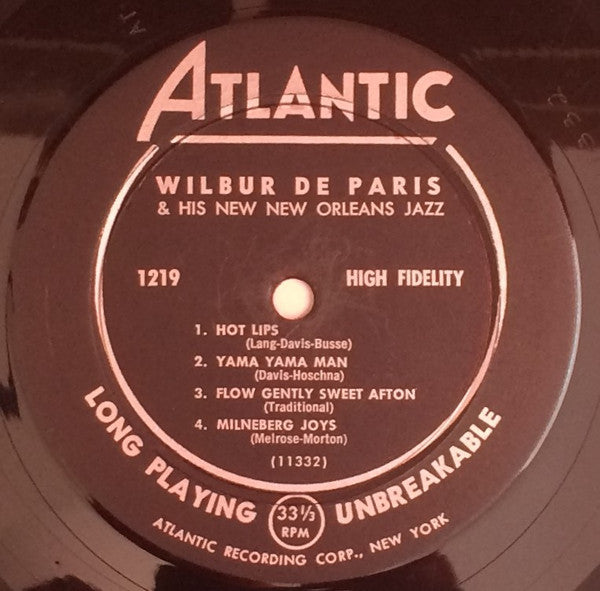 ATLANTIC
WILBUR DE PARIS
& HIS NEW NEW ORLEANS JAZZ
1219 HIGH FIDELITY
1. HOT LIPS
(Lang-Davis-Busse)
2. YAMA YAMA MAN
(Davis-Hoschna)
3. FLOW GENTLY SWEET AFTON
(Traditional)
4. MILNEBERG JOYS
(Melrose-Morton)
(11332)
LONG PLAYING 33⅓ RPM UNBREAKABLE
ATLANTIC RECORDING CORP., NEW YORK